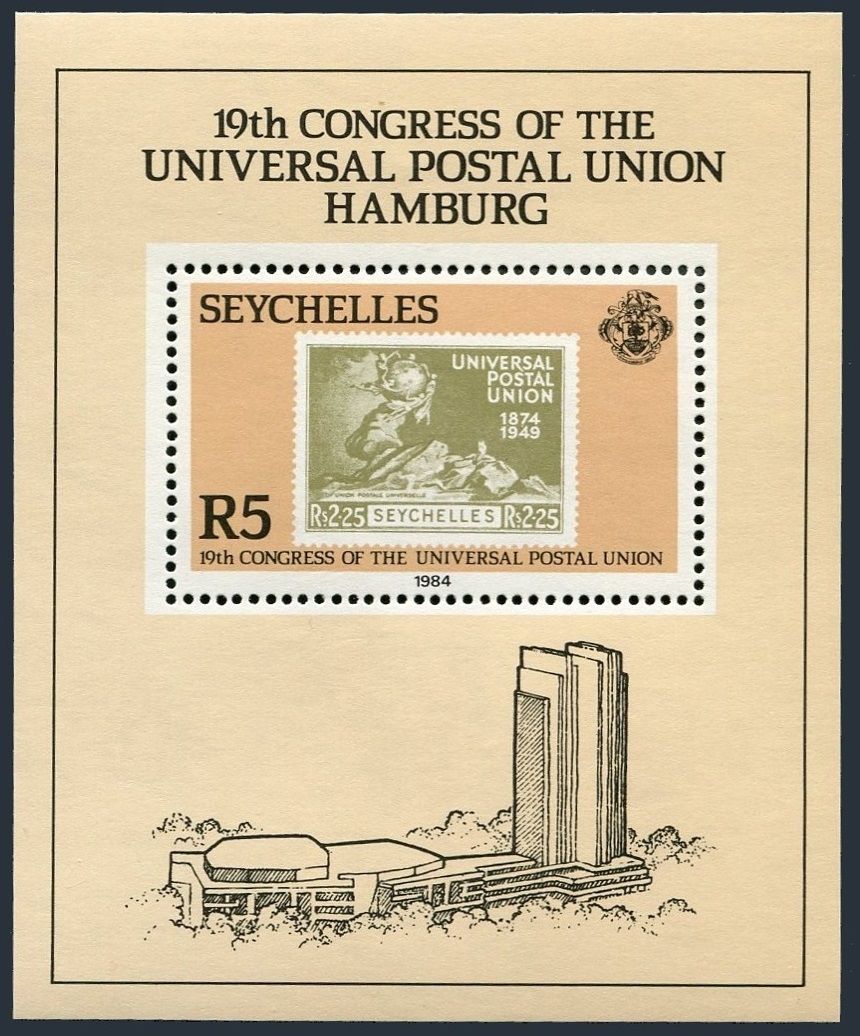 19th CONGRESS OF THE
UNIVERSAL POSTAL UNION
HAMBURG
SEYCHELLES
UNIVERSAL
POSTAL
UNION
1874
1949
UNION POSTALE UNIVERSELLE
Rs2·25 SEYCHELLES Rs2·25
R5
19th CONGRESS OF THE UNIVERSAL POSTAL UNION
1984